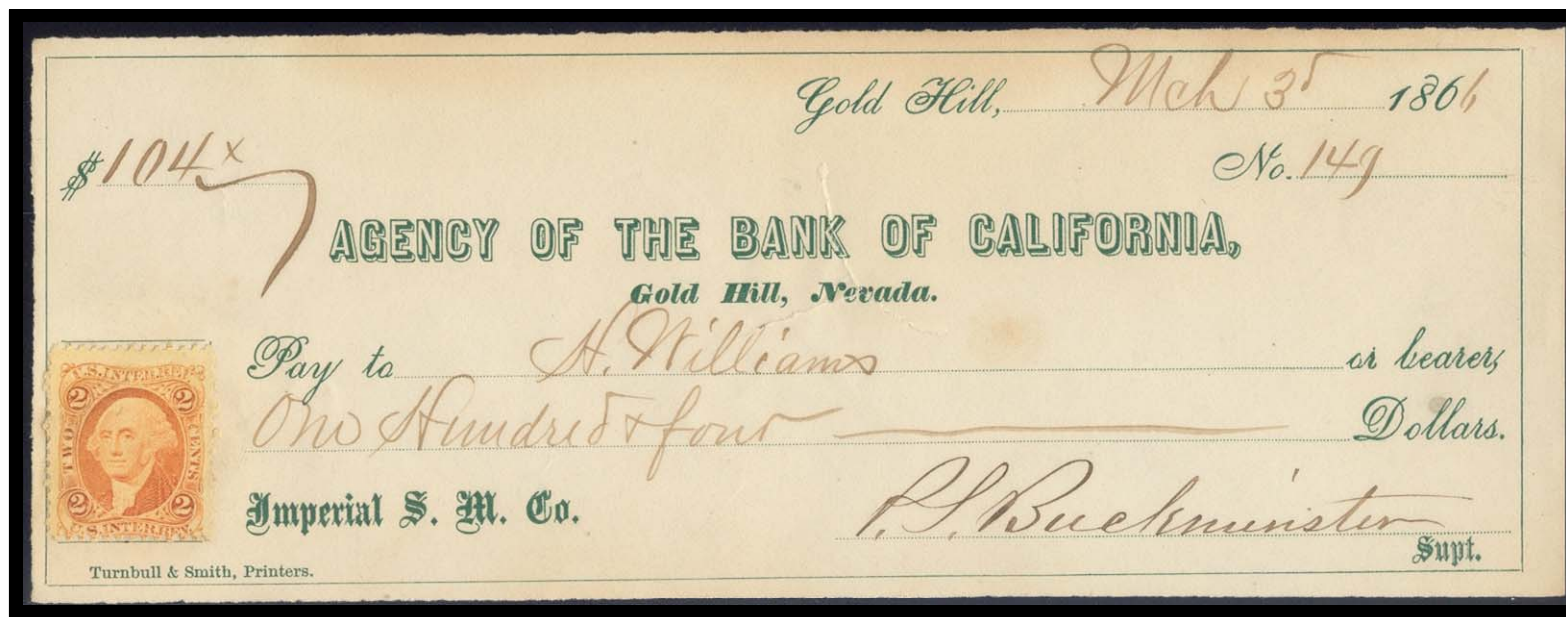 Gold Hill, Mch 3d 1866
$ 104 x
No. 149
AGENCY OF THE BANK OF CALIFORNIA,
Gold Hill, Nevada.
Pay to H. Williams or bearer,
One Hundred & four Dollars.
U.S. INTER. REV.
2 2
TWO CENTS
2 2
U.S. INTER. REV.
Imperial S. M. Co.
P. S. Buckminster
Supt.
Turnbull & Smith, Printers.